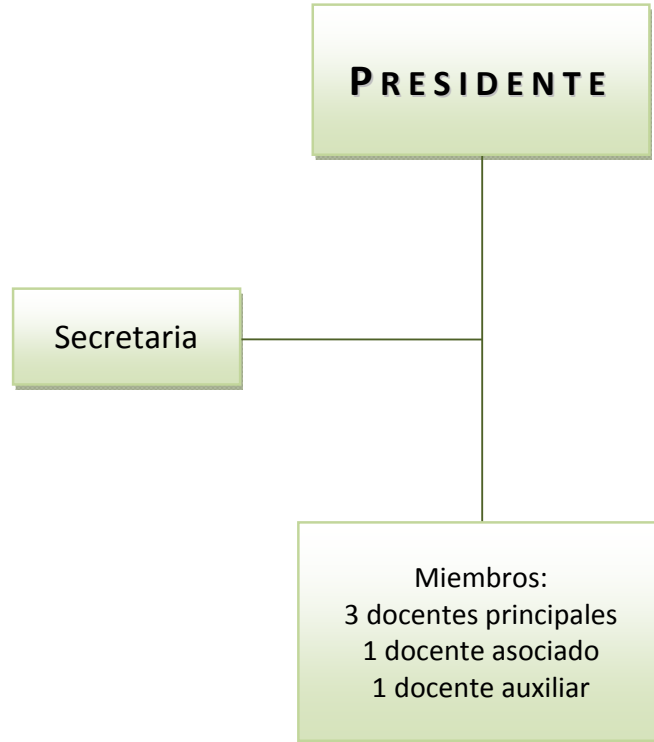 PRESIDENTE
Secretaria
Miembros:
3 docentes principales
1 docente asociado
1 docente auxiliar